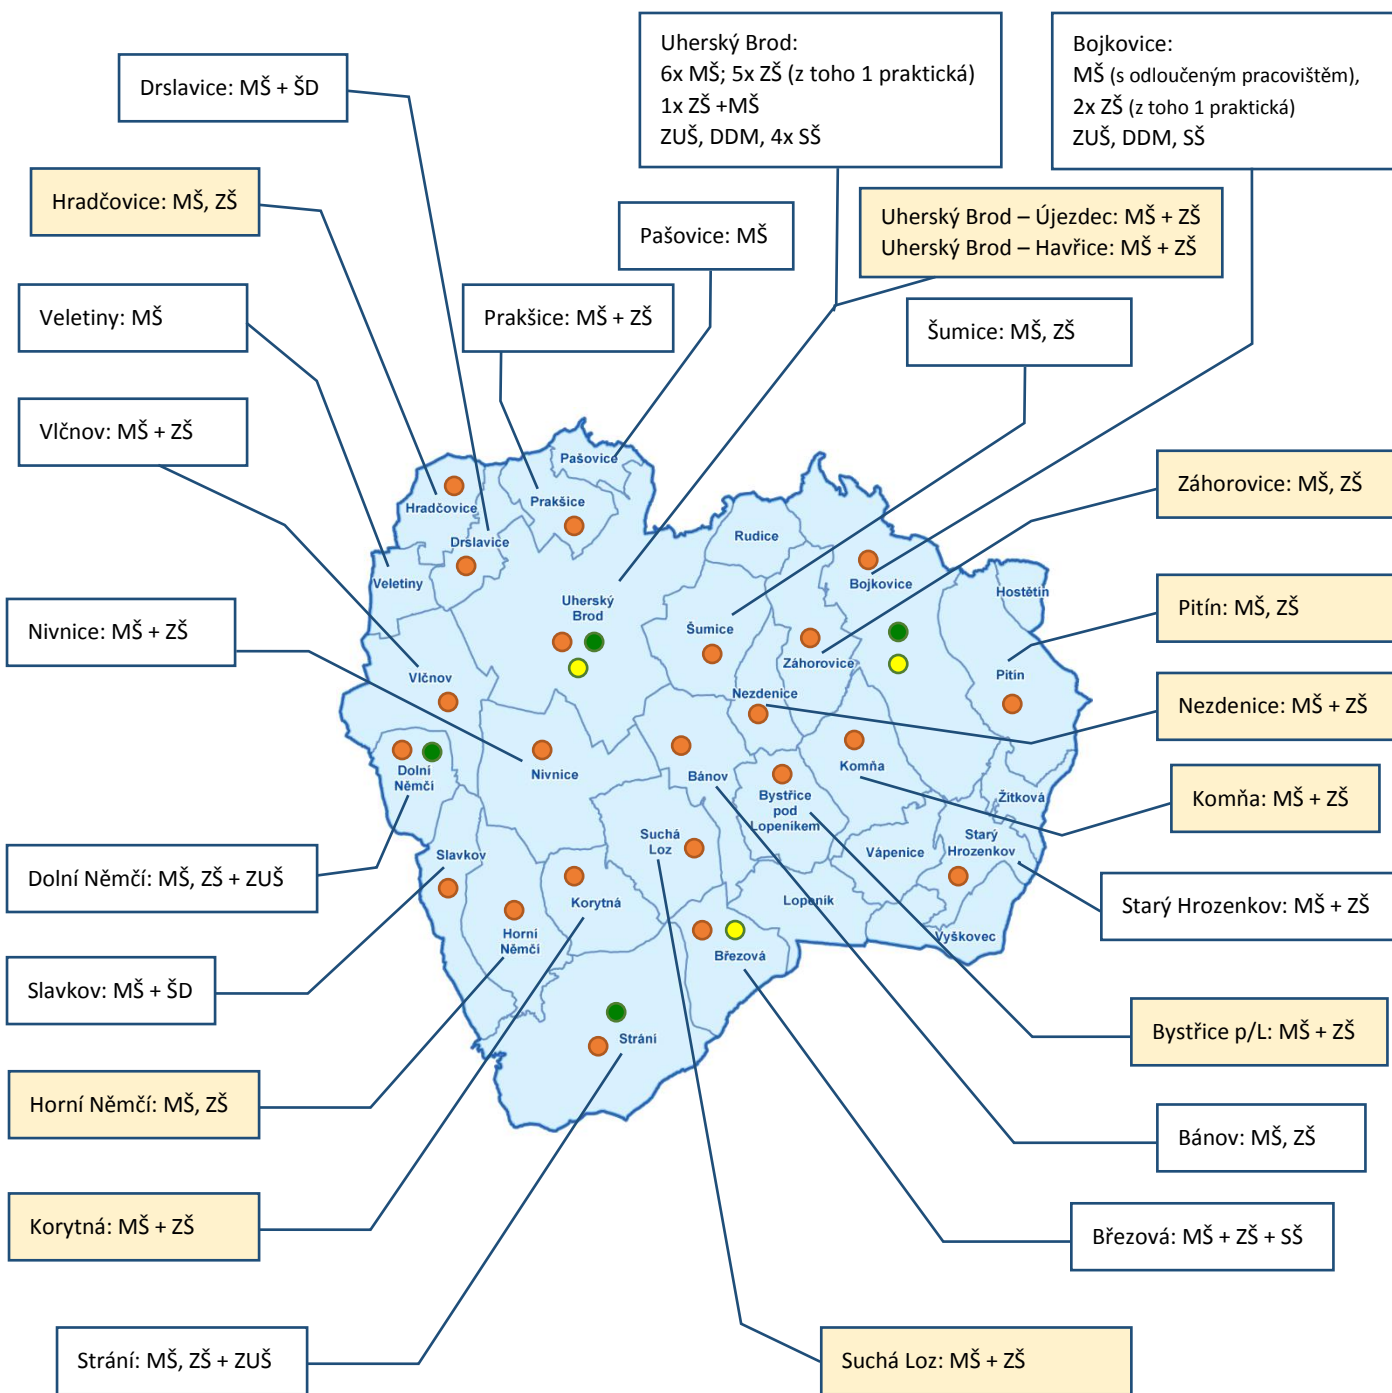 Uherský Brod:
6x MŠ; 5x ZŠ (z toho 1 praktická)
1x ZŠ +MŠ
ZUŠ, DDM, 4x SŠ
Bojkovice:
MŠ (s odloučeným pracovištěm),
2x ZŠ (z toho 1 praktická)
ZUŠ, DDM, SŠ
Drslavice: MŠ + ŠD
Hradčovice: MŠ, ZŠ
Pašovice: MŠ
Uherský Brod – Újezdec: MŠ + ZŠ
Uherský Brod – Havřice: MŠ + ZŠ
Veletiny: MŠ
Prakšice: MŠ + ZŠ
Šumice: MŠ, ZŠ
Vlčnov: MŠ + ZŠ
Záhorovice: MŠ, ZŠ
Pitín: MŠ, ZŠ
Nivnice: MŠ + ZŠ
Nezdenice: MŠ + ZŠ
Komňa: MŠ + ZŠ
Dolní Němčí: MŠ, ZŠ + ZUŠ
Starý Hrozenkov: MŠ + ZŠ
Slavkov: MŠ + ŠD
Bystřice p/L: MŠ + ZŠ
Horní Němčí: MŠ, ZŠ
Bánov: MŠ, ZŠ
Korytná: MŠ + ZŠ
Březová: MŠ + ZŠ + SŠ
Strání: MŠ, ZŠ + ZUŠ
Suchá Loz: MŠ + ZŠ
Pašovice
Prakšice
Hradčovice
Drslavice
Rudice
Veletiny
Bojkovice
Hostětín
Uherský
Brod
Šumice
Záhorovice
Pitín
Vlčnov
Nezdenice
Dolní
Němčí
Nivnice
Bánov
Komňa
Bystřice
pod
Lopeníkem
Žítková
Suchá
Loz
Starý
Hrozenkov
Slavkov
Vápenice
Korytná
Lopeník
Horní
Němčí
Vyškovec
Březová
Strání